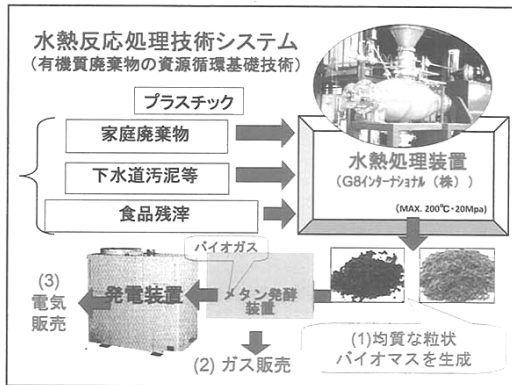 水熱反応処理技術システム
(有機質廃棄物の資源循環基礎技術)
プラスチック
家庭廃棄物
下水道汚泥等
食品残滓
水熱処理装置
(G8インターナショナル(株))
(MAX. 200℃・20Mpa)
バイオガス
(3)
電気
販売
発電装置
メタン発酵
装置
(2) ガス販売
(1)均質な粒状
バイオマスを生成